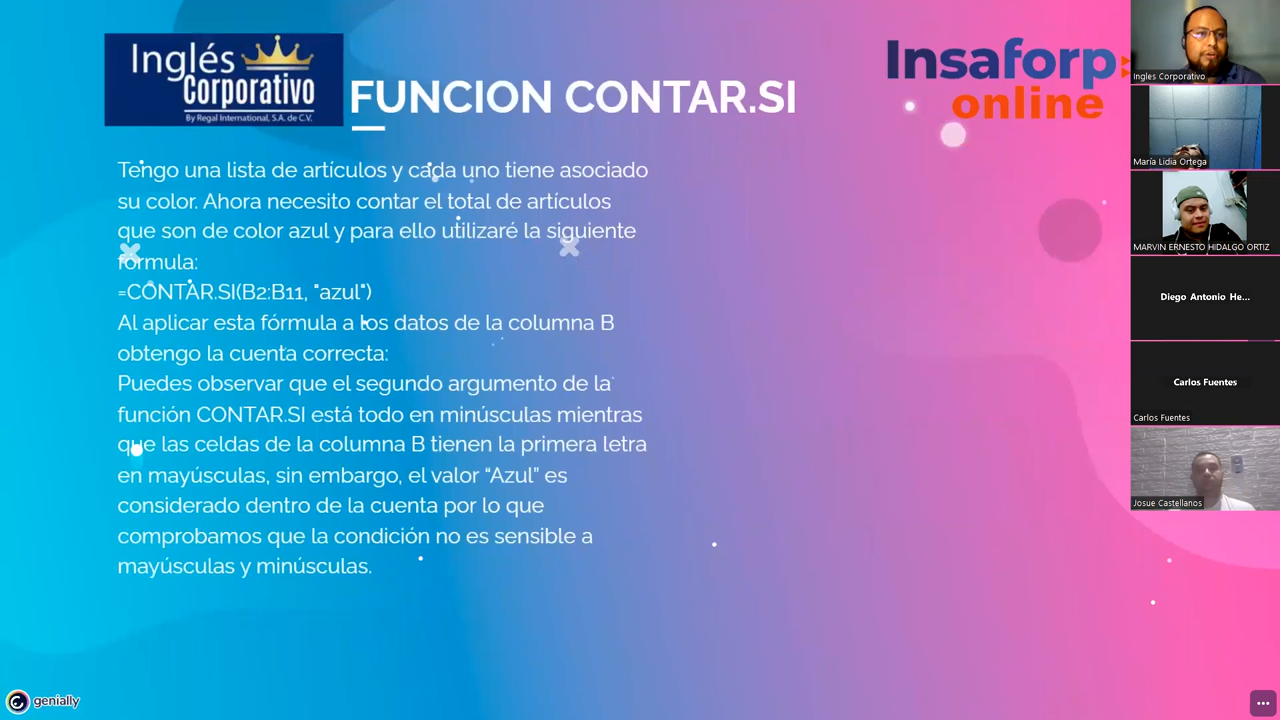 Inglés
Corporativo
By Regal International, S.A. de C.V.
FUNCION CONTAR.SI
Insaforp
online
Tengo una lista de artículos y cada uno tiene asociado
su color. Ahora necesito contar el total de artículos
que son de color azul y para ello utilizaré la siguiente
fórmula:
=CONTAR.SI(B2:B11, "azul")
Al aplicar esta fórmula a los datos de la columna B
obtengo la cuenta correcta:
Puedes observar que el segundo argumento de la
función CONTAR.SI está todo en minúsculas mientras
que las celdas de la columna B tienen la primera letra
en mayúsculas, sin embargo, el valor “Azul” es
considerado dentro de la cuenta por lo que
comprobamos que la condición no es sensible a
mayúsculas y minúsculas.
genially
Ingles Corporativo
María Lidia Ortega
MARVIN ERNESTO HIDALGO ORTIZ
Diego Antonio He...
Carlos Fuentes
Carlos Fuentes
Josue Castellanos